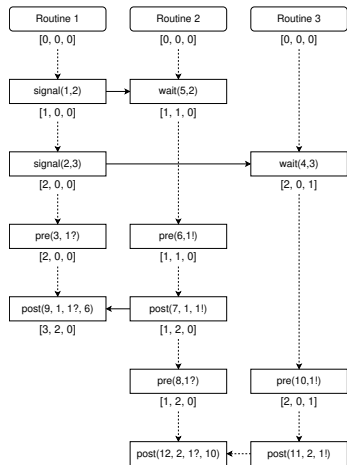 Routine 1 Routine 2 Routine 3
[0, 0, 0] [0, 0, 0] [0, 0, 0]
signal(1,2) wait(5,2)
[1, 0, 0] [1, 1, 0]
signal(2,3) wait(4,3)
[2, 0, 0] [2, 0, 1]
pre(3, 1?) pre(6,1!)
[2, 0, 0] [1, 1, 0]
post(9, 1, 1?, 6) post(7, 1, 1!)
[3, 2, 0] [1, 2, 0]
pre(8,1?) pre(10,1!)
[1, 2, 0] [2, 0, 1]
post(12, 2, 1?, 10) post(11, 2, 1!)